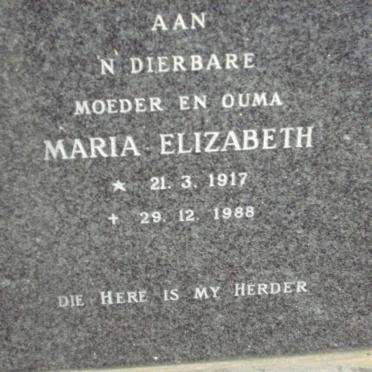 AAN
N DIERBARE
MOEDER EN OUMA
MARIA ELIZABETH
★ 21. 3. 1917
✝ 29. 12. 1988
DIE HERE IS MY HERDER